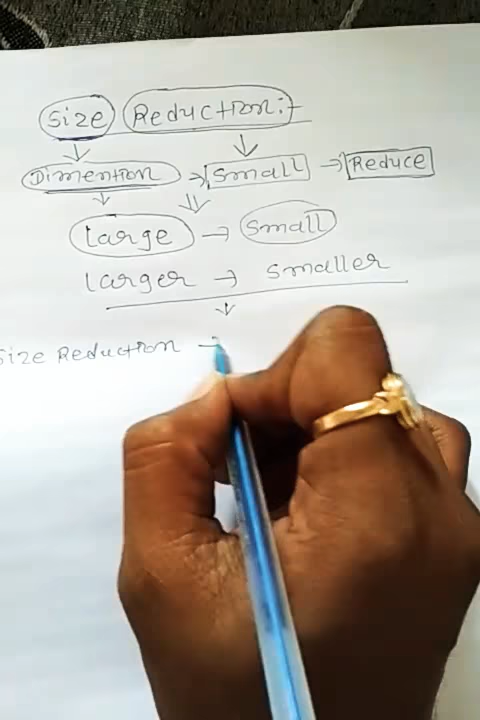 Size Reduction:-
Dimention → Small → Reduce
large → Small
larger → Smaller
Size Reduction →